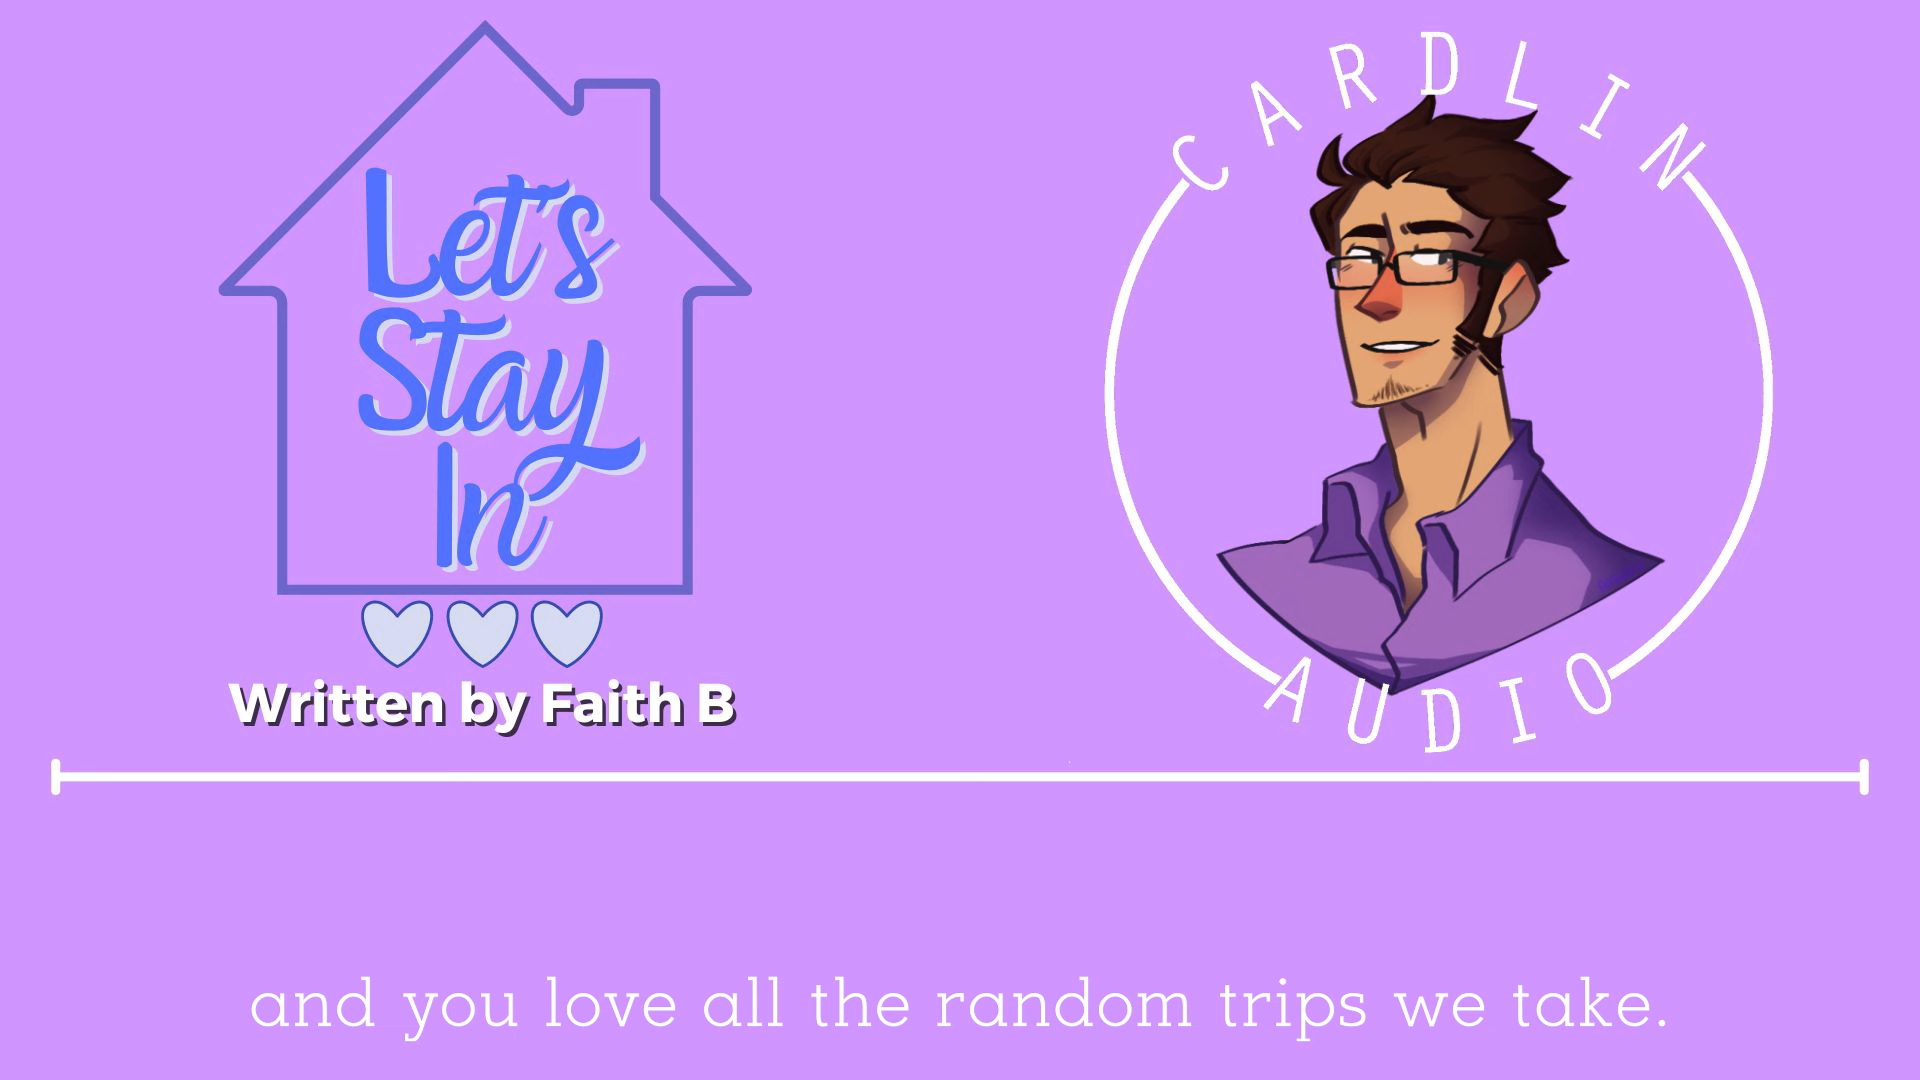 Let's
Stay
In
Written by Faith B
CARDLIN
AUDIO
and you love all the random trips we take.